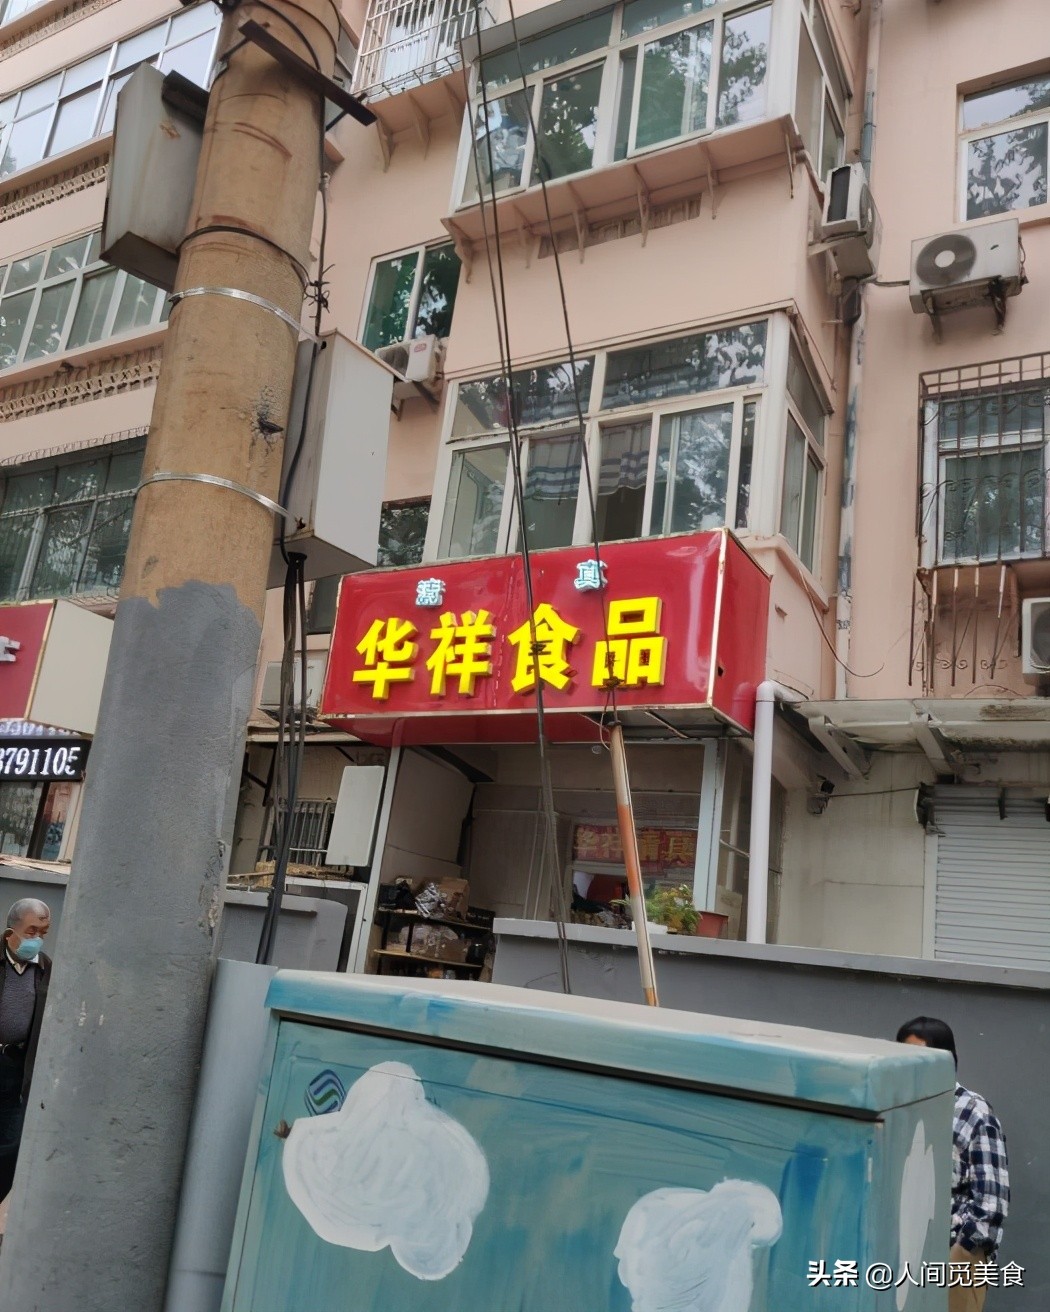 清 真
华祥食品
3791105
华祥清真
头条 @人间觅美食